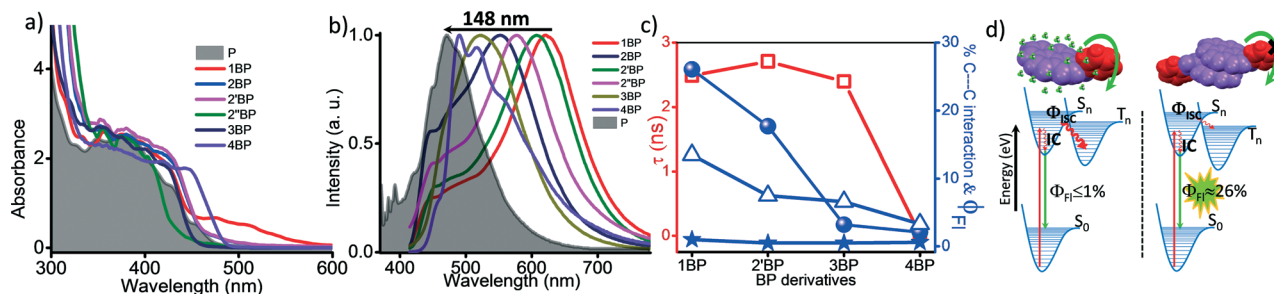 a)
4
2
0
300
400
500
600
Absorbance
Wavelength (nm)
P
1BP
2BP
2'BP
2"BP
3BP
4BP
b)
148 nm
1.0
0.5
0.0
400
500
600
700
Intensity (a. u.)
Wavelength (nm)
1BP
2BP
2'BP
2"BP
3BP
4BP
P
c)
3
2
1
0
τ (ns)
30
20
10
0
% C---C interaction & ϕFl
1BP
2'BP
3BP
4BP
BP derivatives
d)
Energy (eV)
ΦISC
Sn
Tn
IC
ΦFl≤1%
S0
ΦISC
Sn
Tn
IC
ΦFl≈26%
S0